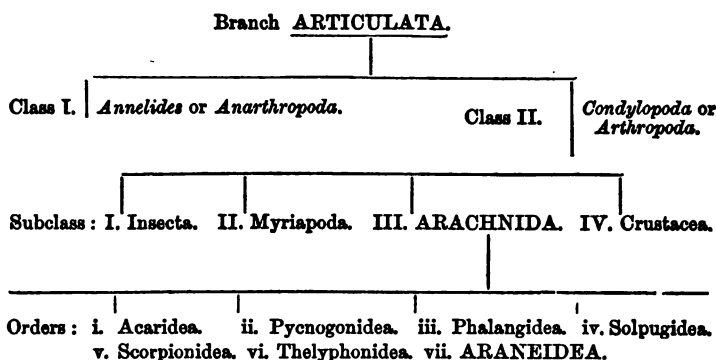 Branch ARTICULATA.
Class I. Annelides or Anarthropoda. Class II. Condylopoda or Arthropoda.
Subclass: I. Insecta. II. Myriapoda. III. ARACHNIDA. IV. Crustacea.
Orders: i. Acaridea. ii. Pycnogonidea. iii. Phalangidea. iv. Solpugidea.
v. Scorpionidea. vi. Thelyphonidea. vii. ARANEIDEA.